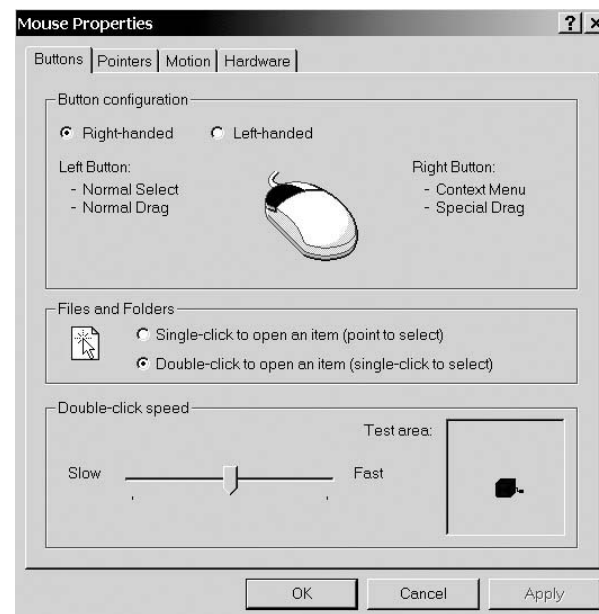 Mouse Properties
? ×
Buttons Pointers Motion Hardware
Button configuration
Right-handed Left-handed
Left Button:
- Normal Select
- Normal Drag
Right Button:
- Context Menu
- Special Drag
Files and Folders
Single-click to open an item (point to select)
Double-click to open an item (single-click to select)
Double-click speed
Test area:
Slow Fast
OK Cancel Apply